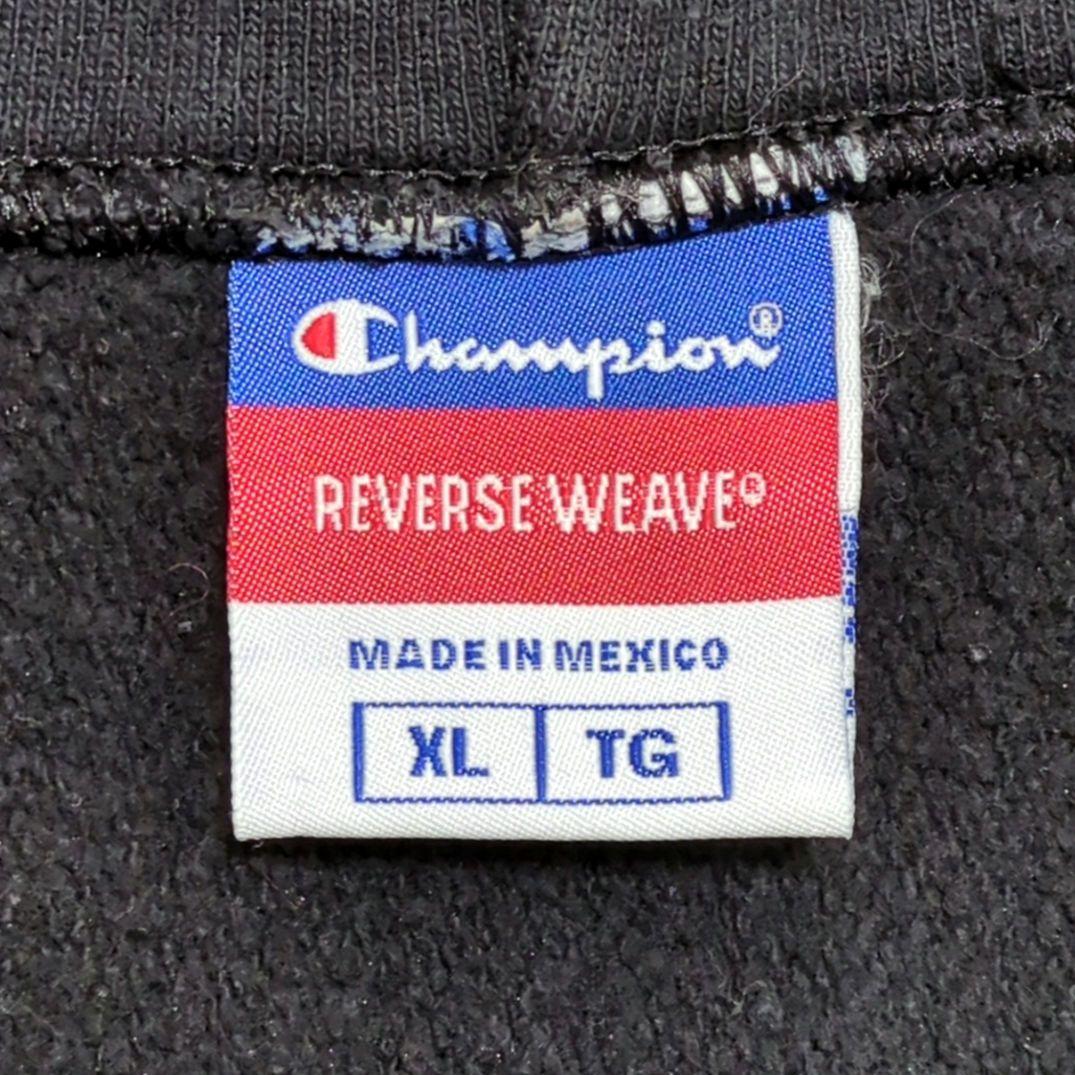 Champion®
REVERSE WEAVE®
MADE IN MEXICO
XL TG